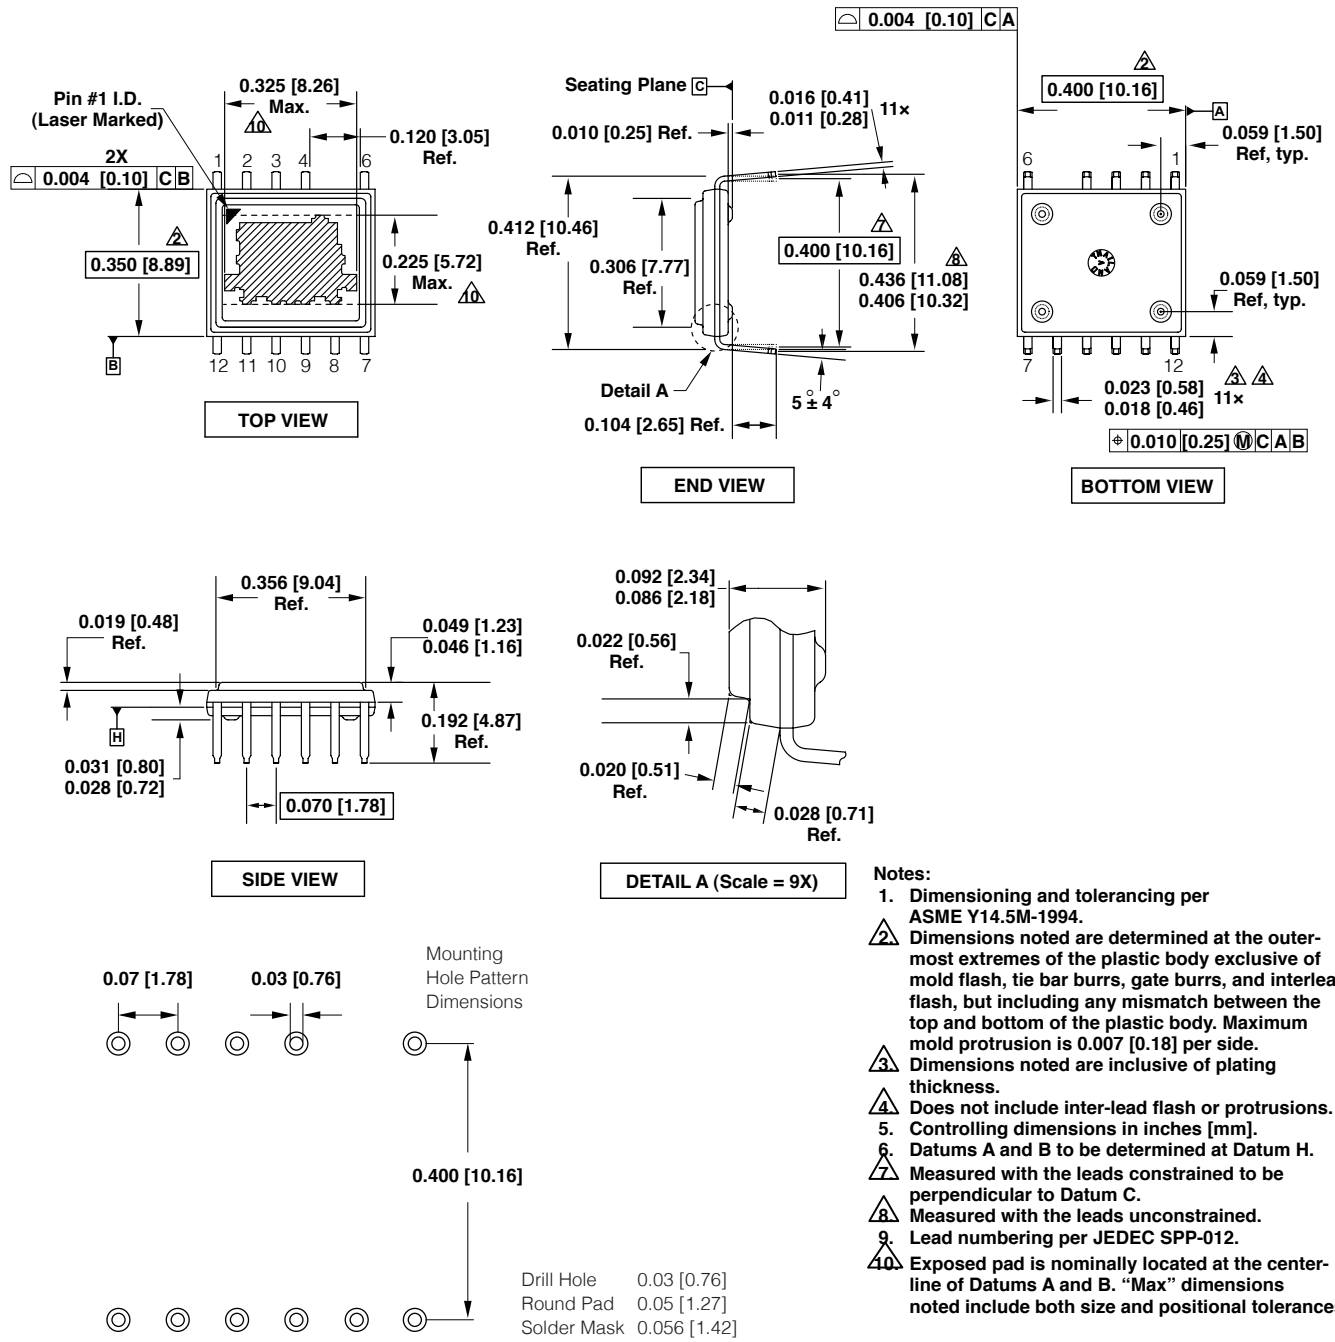 0.004 [0.10] C A
Pin #1 I.D.
(Laser Marked)
0.325 [8.26]
Max.
10
0.120 [3.05]
Ref.
2X
0.004 [0.10] C B
1 2 3 4 6
2
0.350 [8.89]
0.225 [5.72]
Max.
10
B
12 11 10 9 8 7
TOP VIEW
Seating Plane C
0.016 [0.41]
0.011 [0.28]
11×
0.010 [0.25] Ref.
0.412 [10.46]
Ref.
0.306 [7.77]
Ref.
7
0.400 [10.16]
8
0.436 [11.08]
0.406 [10.32]
Detail A
5 ± 4°
0.104 [2.65] Ref.
END VIEW
2
0.400 [10.16]
A
0.059 [1.50]
Ref, typ.
6 1
0.059 [1.50]
Ref, typ.
7 12
3 4
0.023 [0.58]
0.018 [0.46]
11×
⌖ 0.010 [0.25] Ⓜ C A B
BOTTOM VIEW
0.356 [9.04]
Ref.
0.019 [0.48]
Ref.
0.049 [1.23]
0.046 [1.16]
0.192 [4.87]
Ref.
H
0.031 [0.80]
0.028 [0.72]
0.070 [1.78]
SIDE VIEW
0.092 [2.34]
0.086 [2.18]
0.022 [0.56]
Ref.
0.020 [0.51]
Ref.
0.028 [0.71]
Ref.
DETAIL A (Scale = 9X)
Notes:
1. Dimensioning and tolerancing per
ASME Y14.5M-1994.
2. Dimensions noted are determined at the outer-
most extremes of the plastic body exclusive of
mold flash, tie bar burrs, gate burrs, and interlea
flash, but including any mismatch between the
top and bottom of the plastic body. Maximum
mold protrusion is 0.007 [0.18] per side.
3. Dimensions noted are inclusive of plating
thickness.
4. Does not include inter-lead flash or protrusions.
5. Controlling dimensions in inches [mm].
6. Datums A and B to be determined at Datum H.
7. Measured with the leads constrained to be
perpendicular to Datum C.
8. Measured with the leads unconstrained.
9. Lead numbering per JEDEC SPP-012.
10. Exposed pad is nominally located at the center-
line of Datums A and B. “Max” dimensions
noted include both size and positional tolerance
Mounting
Hole Pattern
Dimensions
0.07 [1.78]
0.03 [0.76]
0.400 [10.16]
Drill Hole 0.03 [0.76]
Round Pad 0.05 [1.27]
Solder Mask 0.056 [1.42]